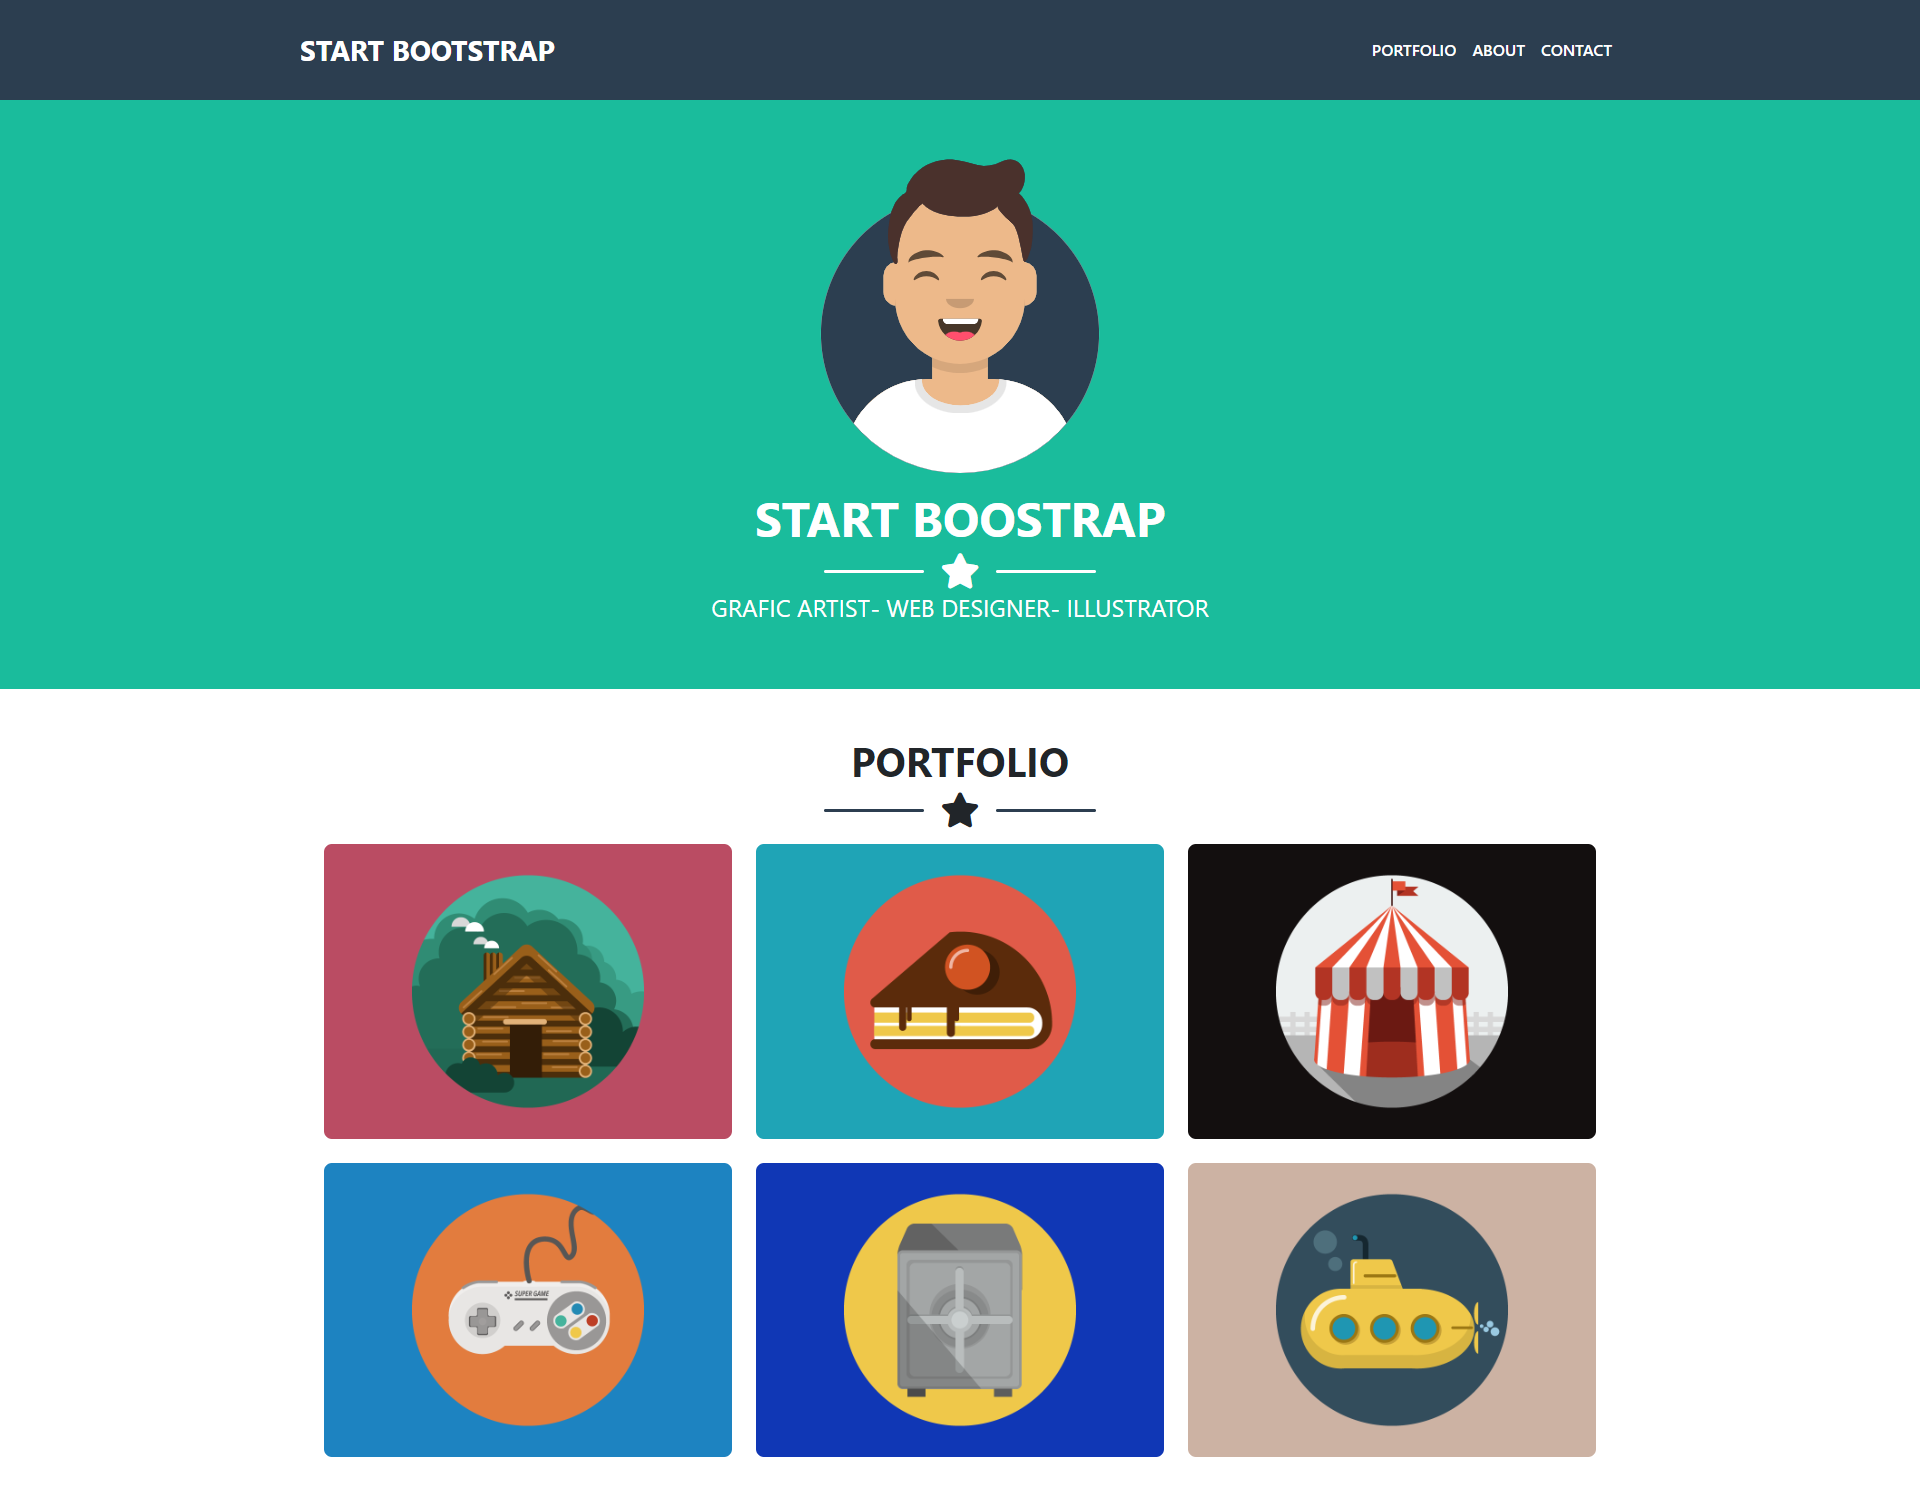 START BOOTSTRAP
PORTFOLIO ABOUT CONTACT
START BOOSTRAP
GRAFIC ARTIST- WEB DESIGNER- ILLUSTRATOR
PORTFOLIO
SUPER GAME